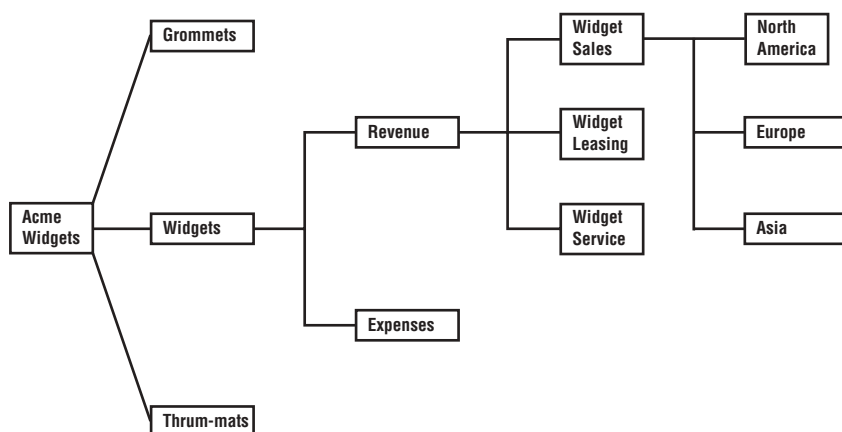 Grommets
Widget
Sales
North
America
Revenue
Widget
Leasing
Europe
Acme
Widgets
Widgets
Widget
Service
Asia
Expenses
Thrum-mats